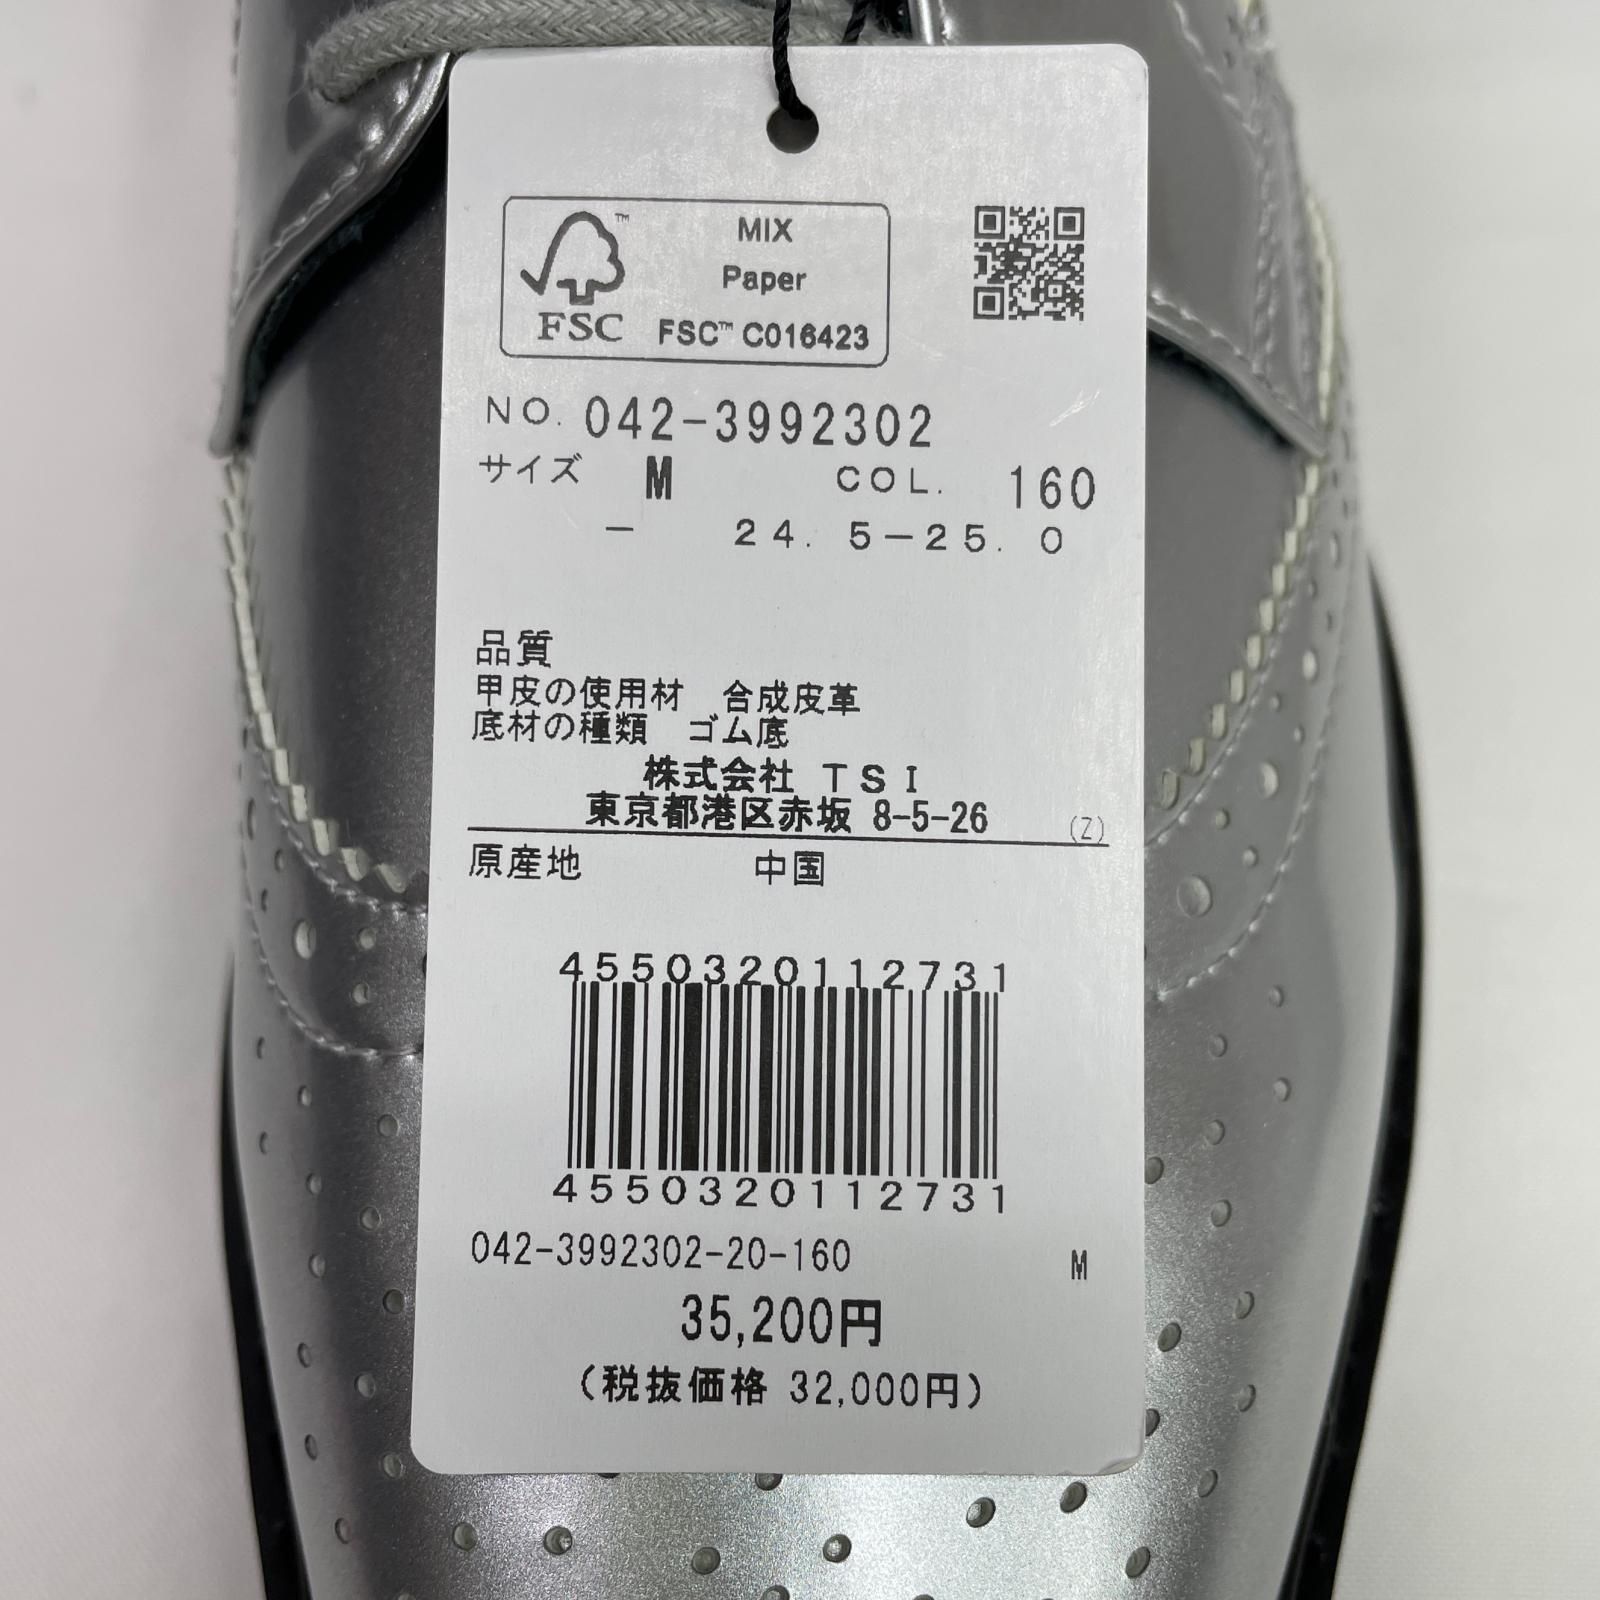 MIX
Paper
FSC™
FSC™ C016423
NO. 042-3992302
サイズ M COL. 160
− 24.5−25.0
品質
甲皮の使用材 合成皮革
底材の種類 ゴム底
株式会社 TSI
東京都港区赤坂 8-5-26 (Z)
原産地 中国
4550320112731
4550320112731
042-3992302-20-160 M
35,200円
(税抜価格 32,000円)